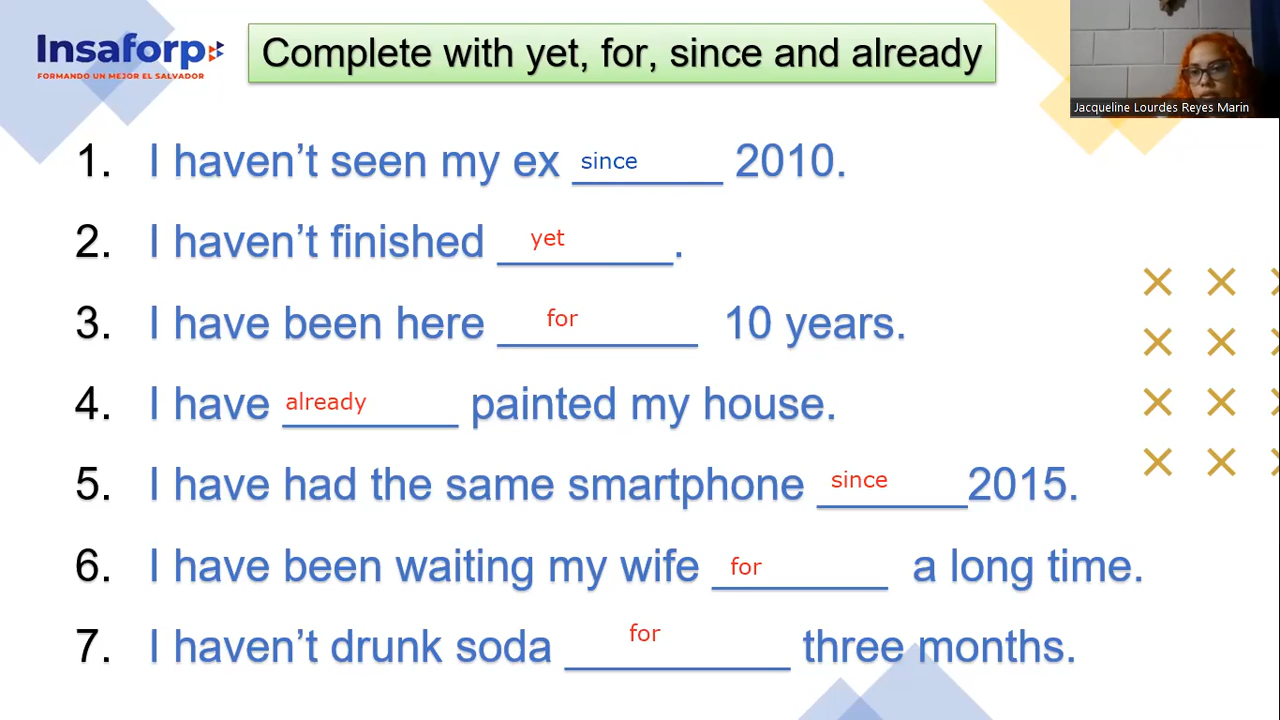 Insaforp
FORMANDO UN MEJOR EL SALVADOR
Complete with yet, for, since and already
Jacqueline Lourdes Reyes Marin
1. I haven’t seen my ex since 2010.
2. I haven’t finished yet.
3. I have been here for 10 years.
4. I have already painted my house.
5. I have had the same smartphone since 2015.
6. I have been waiting my wife for a long time.
7. I haven’t drunk soda for three months.